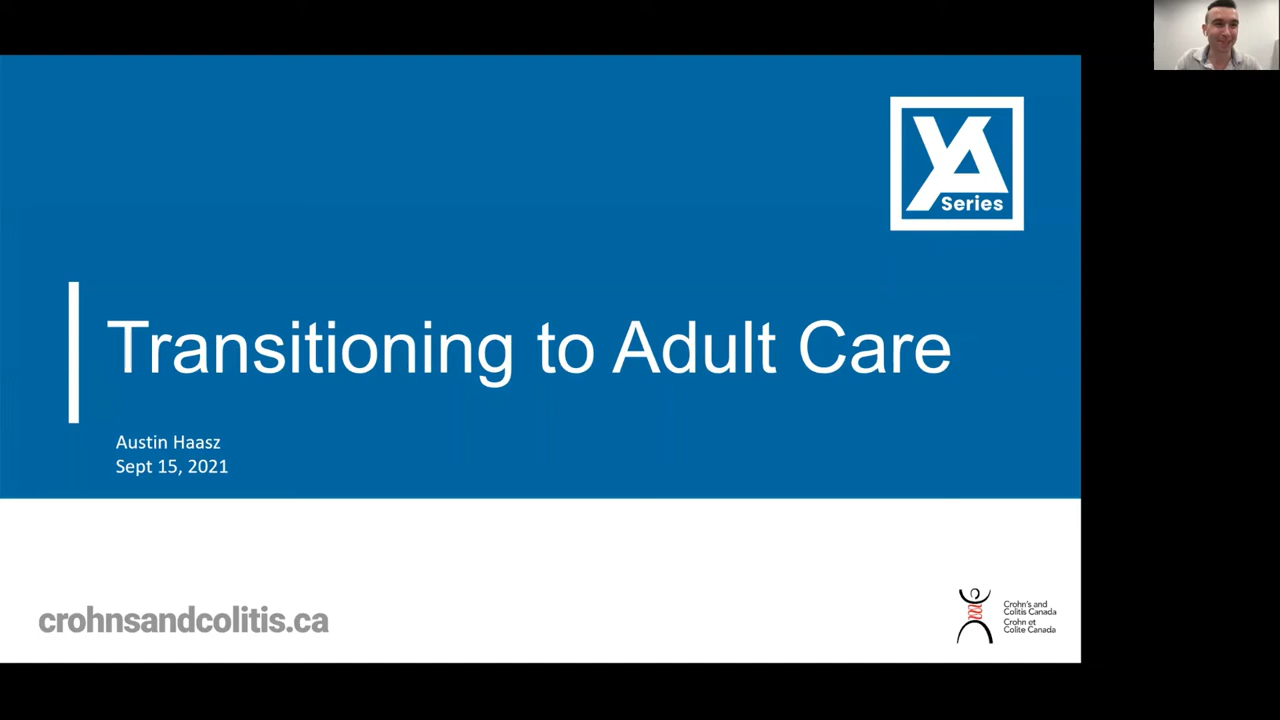 YA
Series
Transitioning to Adult Care
Austin Haasz
Sept 15, 2021
crohnsandcolitis.ca
Crohn's and
Colitis Canada
Crohn et
Colite Canada